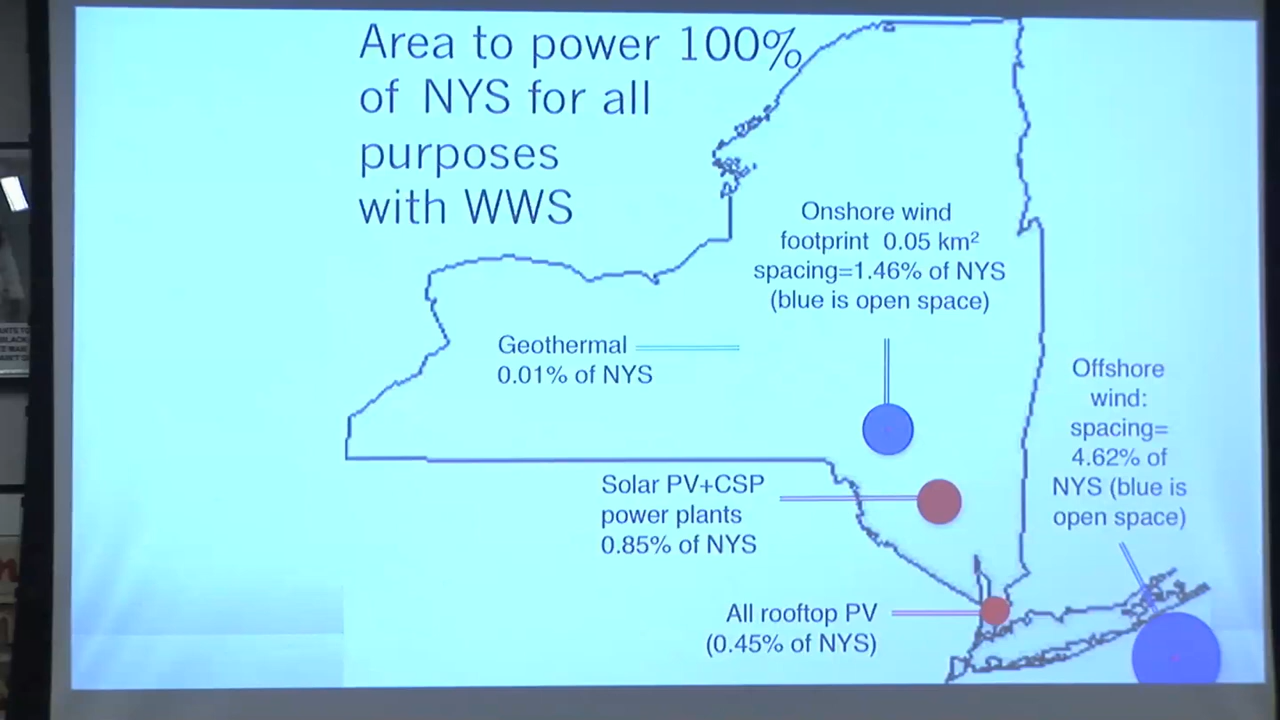 Area to power 100%
of NYS for all
purposes
with WWS
Onshore wind
footprint 0.05 km²
spacing=1.46% of NYS
(blue is open space)
Geothermal
0.01% of NYS
Offshore
wind:
spacing=
4.62% of
NYS (blue is
open space)
Solar PV+CSP
power plants
0.85% of NYS
All rooftop PV
(0.45% of NYS)